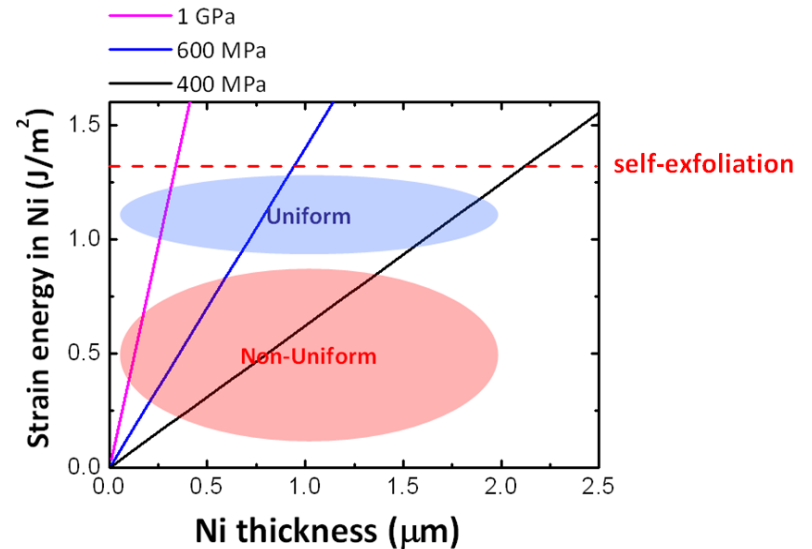 1 GPa
600 MPa
400 MPa
Strain energy in Ni (J/m²)
1.5
1.0
0.5
0.0
self-exfoliation
Uniform
Non-Uniform
0.0 0.5 1.0 1.5 2.0 2.5
Ni thickness (μm)